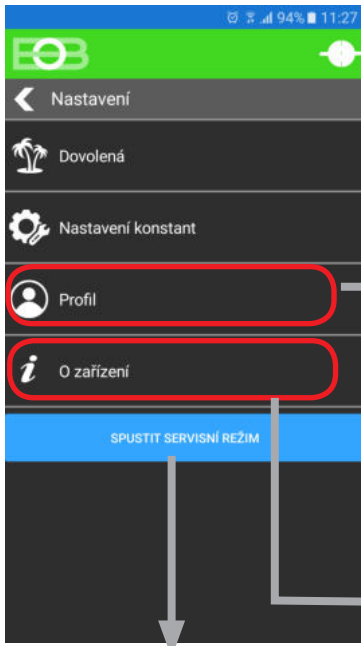 94% 11:27
EOB
Nastavení
Dovolená
Nastavení konstant
Profil
i O zařízení
SPUSTIT SERVISNÍ REŽIM